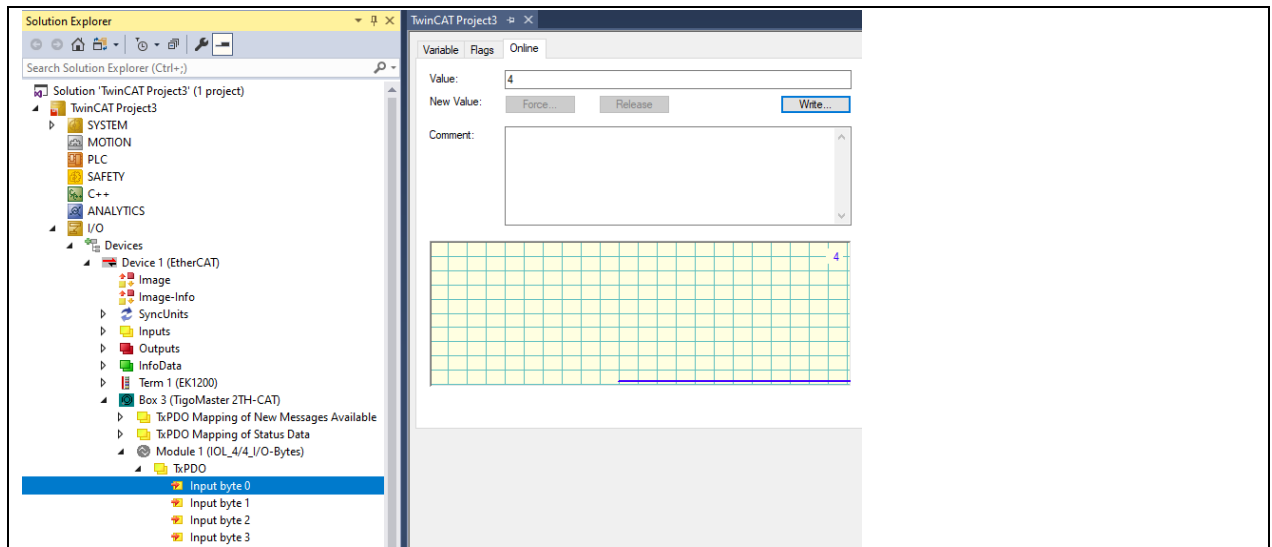 Solution Explorer
Search Solution Explorer (Ctrl+;)
Solution 'TwinCAT Project3' (1 project)
TwinCAT Project3
SYSTEM
MOTION
PLC
SAFETY
C++
ANALYTICS
I/O
Devices
Device 1 (EtherCAT)
Image
Image-Info
SyncUnits
Inputs
Outputs
InfoData
Term 1 (EK1200)
Box 3 (TigoMaster 2TH-CAT)
TxPDO Mapping of New Messages Available
TxPDO Mapping of Status Data
Module 1 (IOL_4/4_I/O-Bytes)
TxPDO
Input byte 0
Input byte 1
Input byte 2
Input byte 3
TwinCAT Project3
Variable Flags Online
Value: 4
New Value: Force... Release Write...
Comment:
4